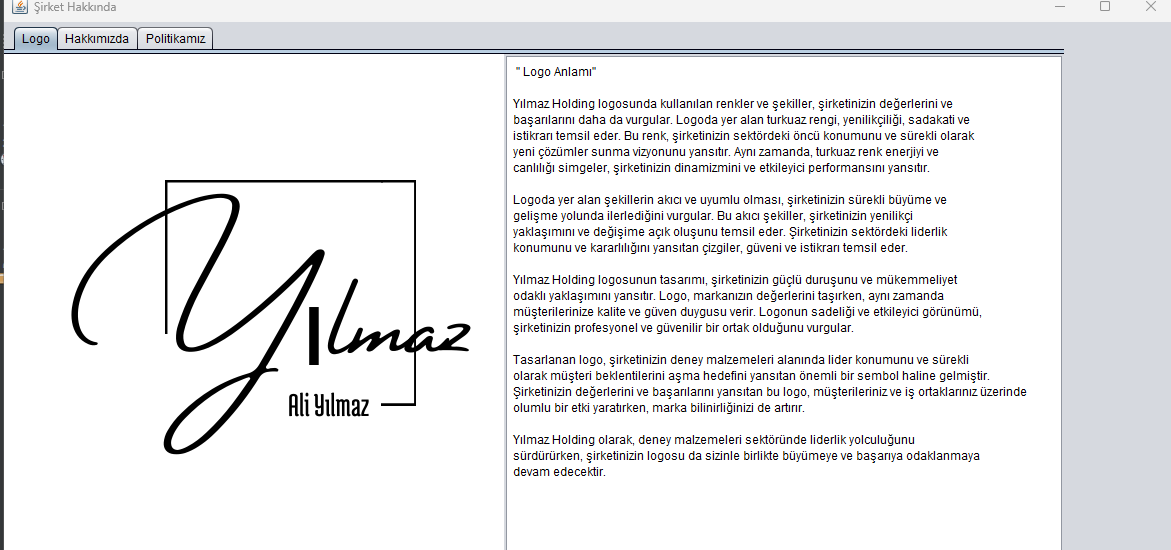 Şirket Hakkında
Logo Hakkımızda Politikamız
Yılmaz
Ali Yılmaz
" Logo Anlamı"
Yılmaz Holding logosunda kullanılan renkler ve şekiller, şirketinizin değerlerini ve
başarılarını daha da vurgular. Logoda yer alan turkuaz rengi, yenilikçiliği, sadakati ve
istikrarı temsil eder. Bu renk, şirketinizin sektördeki öncü konumunu ve sürekli olarak
yeni çözümler sunma vizyonunu yansıtır. Aynı zamanda, turkuaz renk enerjiyi ve
canlılığı simgeler, şirketinizin dinamizmini ve etkileyici performansını yansıtır.
Logoda yer alan şekillerin akıcı ve uyumlu olması, şirketinizin sürekli büyüme ve
gelişme yolunda ilerlediğini vurgular. Bu akıcı şekiller, şirketinizin yenilikçi
yaklaşımını ve değişime açık oluşunu temsil eder. Şirketinizin sektördeki liderlik
konumunu ve kararlılığını yansıtan çizgiler, güveni ve istikrarı temsil eder.
Yılmaz Holding logosunun tasarımı, şirketinizin güçlü duruşunu ve mükemmeliyet
odaklı yaklaşımını yansıtır. Logo, markanızın değerlerini taşırken, aynı zamanda
müşterilerinize kalite ve güven duygusu verir. Logonun sadeliği ve etkileyici görünümü,
şirketinizin profesyonel ve güvenilir bir ortak olduğunu vurgular.
Tasarlanan logo, şirketinizin deney malzemeleri alanında lider konumunu ve sürekli
olarak müşteri beklentilerini aşma hedefini yansıtan önemli bir sembol haline gelmiştir.
Şirketinizin değerlerini ve başarılarını yansıtan bu logo, müşterileriniz ve iş ortaklarınız üzerinde
olumlu bir etki yaratırken, marka bilinirliğinizi de artırır.
Yılmaz Holding olarak, deney malzemeleri sektöründe liderlik yolculuğunu
sürdürürken, şirketinizin logosu da sizinle birlikte büyümeye ve başarıya odaklanmaya
devam edecektir.